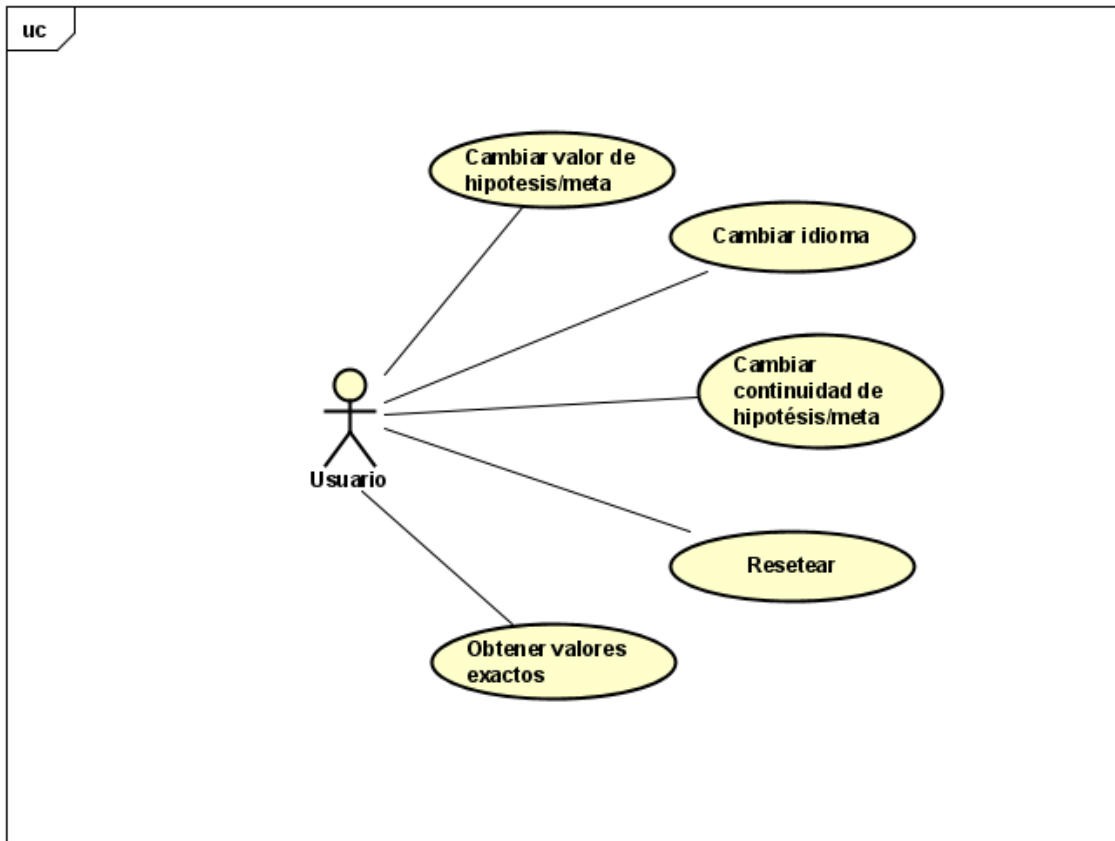 uc
Cambiar valor de
hipotesis/meta
Cambiar idioma
Cambiar
continuidad de
hipotésis/meta
Usuario
Resetear
Obtener valores
exactos